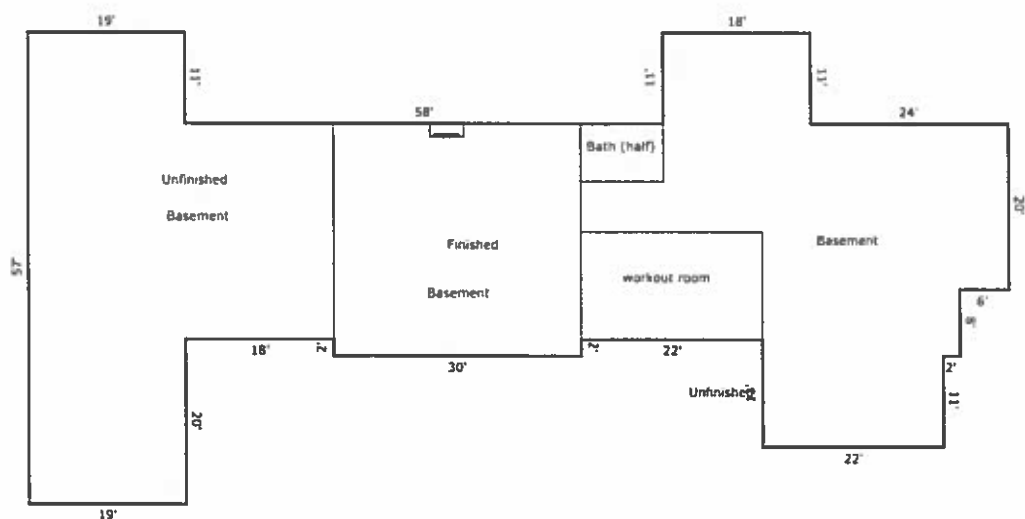 19'
18'
11'
11'
11'
58'
24'
Bath (half)
Unfinished
Basement
20'
Basement
Finished
57'
workout room
Basement
6'
8'
18'
2'
30'
2'
22'
2'
Unfinished
11'
20'
22'
19'